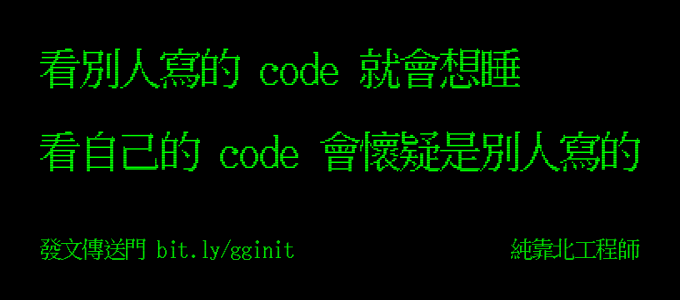 看別人寫的 code 就會想睡
看自己的 code 會懷疑是別人寫的
發文傳送門 bit.ly/gginit 純靠北工程師